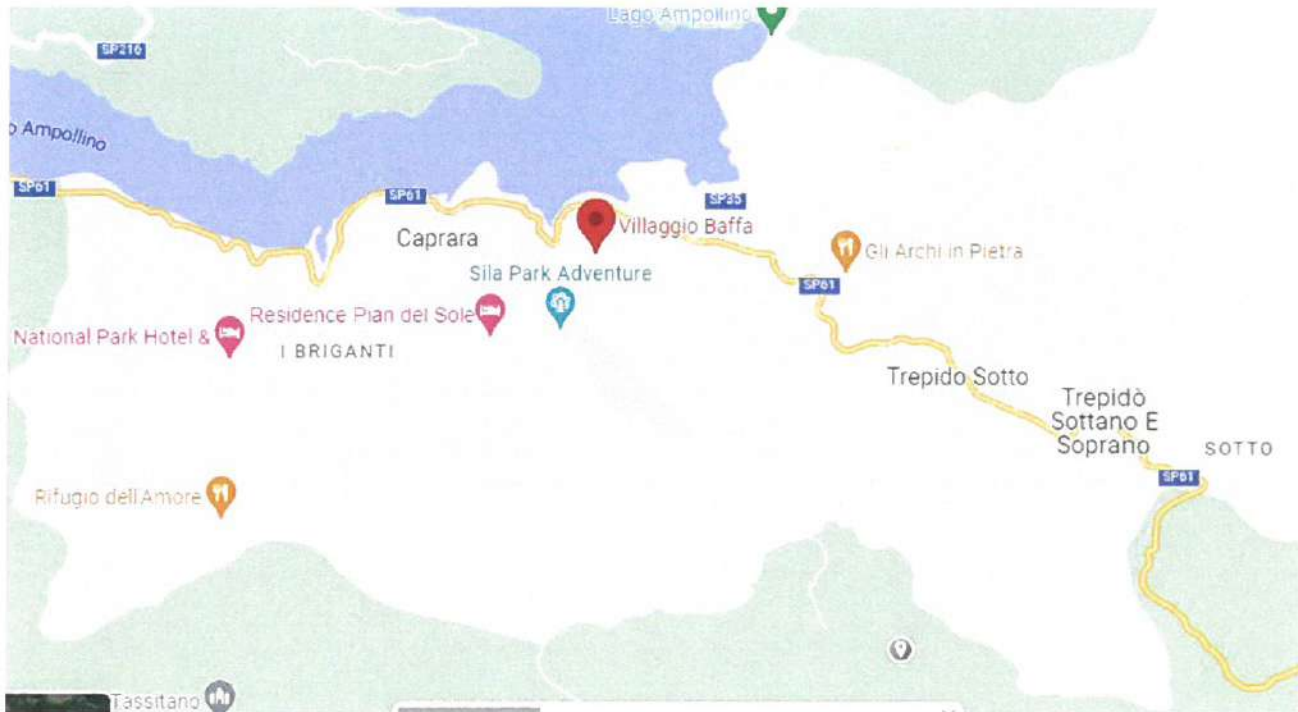 Lago Ampollino
SP216
o Ampollino
SP61
SP61
SP35
Villaggio Baffa
Caprara
Gli Archi in Pietra
Sila Park Adventure
SP61
Residence Pian del Sole
National Park Hotel &
I BRIGANTI
Trepido Sotto
Trepidò
Sottano E
Soprano
SOTTO
SP61
Rifugio dell'Amore
Tassitano